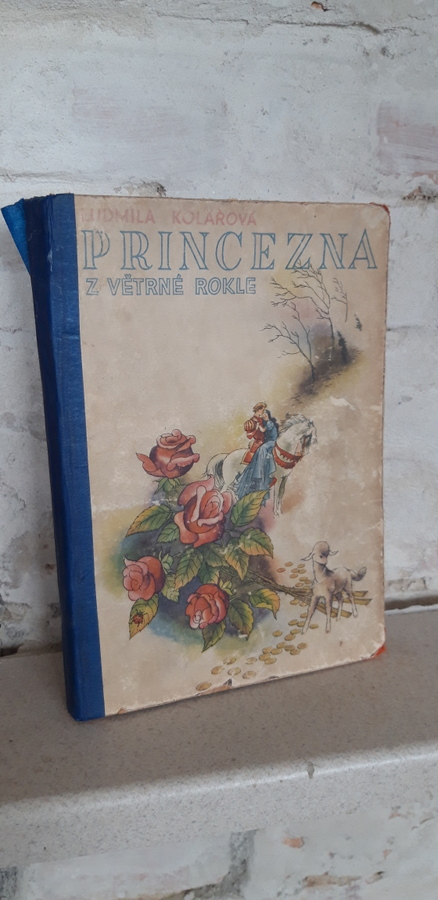 LUDMILA KOLÁŘOVÁ
PRINCEZNA
Z VĚTRNÉ ROKLE